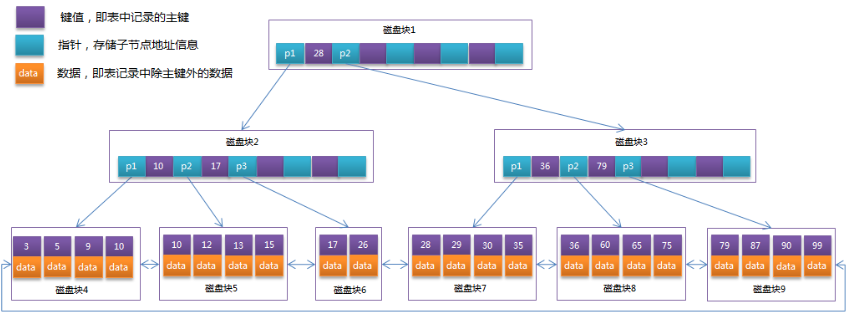 键值，即表中记录的主键
指针，存储子节点地址信息
data 数据，即表记录中除主键外的数据
磁盘块1
p1 28 p2
磁盘块2
p1 10 p2 17 p3
磁盘块3
p1 36 p2 79 p3
3 5 9 10
data data data data
磁盘块4
10 12 13 15
data data data data
磁盘块5
17 26
data data
磁盘块6
28 29 30 35
data data data data
磁盘块7
36 60 65 75
data data data data
磁盘块8
79 87 90 99
data data data data
磁盘块9